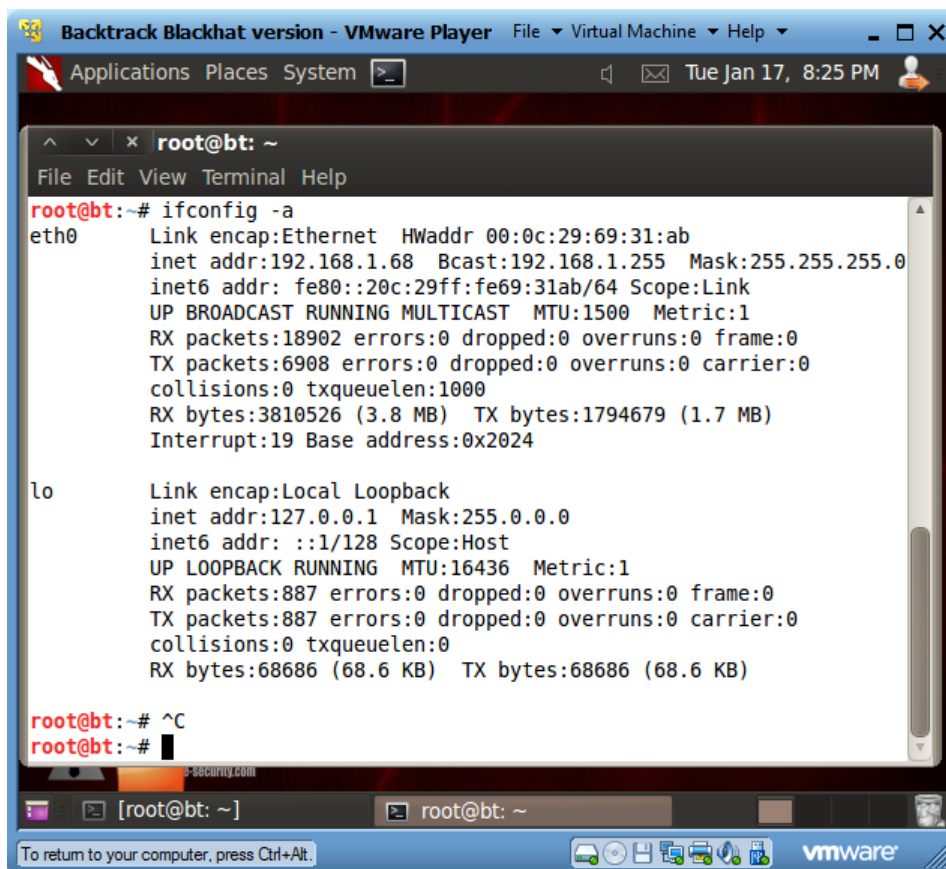 Backtrack Blackhat version - VMware Player File Virtual Machine Help
Applications Places System Tue Jan 17, 8:25 PM
root@bt: ~
File Edit View Terminal Help
root@bt:~# ifconfig -a
eth0 Link encap:Ethernet HWaddr 00:0c:29:69:31:ab
inet addr:192.168.1.68 Bcast:192.168.1.255 Mask:255.255.255.0
inet6 addr: fe80::20c:29ff:fe69:31ab/64 Scope:Link
UP BROADCAST RUNNING MULTICAST MTU:1500 Metric:1
RX packets:18902 errors:0 dropped:0 overruns:0 frame:0
TX packets:6908 errors:0 dropped:0 overruns:0 carrier:0
collisions:0 txqueuelen:1000
RX bytes:3810526 (3.8 MB) TX bytes:1794679 (1.7 MB)
Interrupt:19 Base address:0x2024
lo Link encap:Local Loopback
inet addr:127.0.0.1 Mask:255.0.0.0
inet6 addr: ::1/128 Scope:Host
UP LOOPBACK RUNNING MTU:16436 Metric:1
RX packets:887 errors:0 dropped:0 overruns:0 frame:0
TX packets:887 errors:0 dropped:0 overruns:0 carrier:0
collisions:0 txqueuelen:0
RX bytes:68686 (68.6 KB) TX bytes:68686 (68.6 KB)
root@bt:~# ^C
root@bt:~#
-security.com
[root@bt: ~] root@bt: ~
To return to your computer, press Ctrl+Alt. vmware